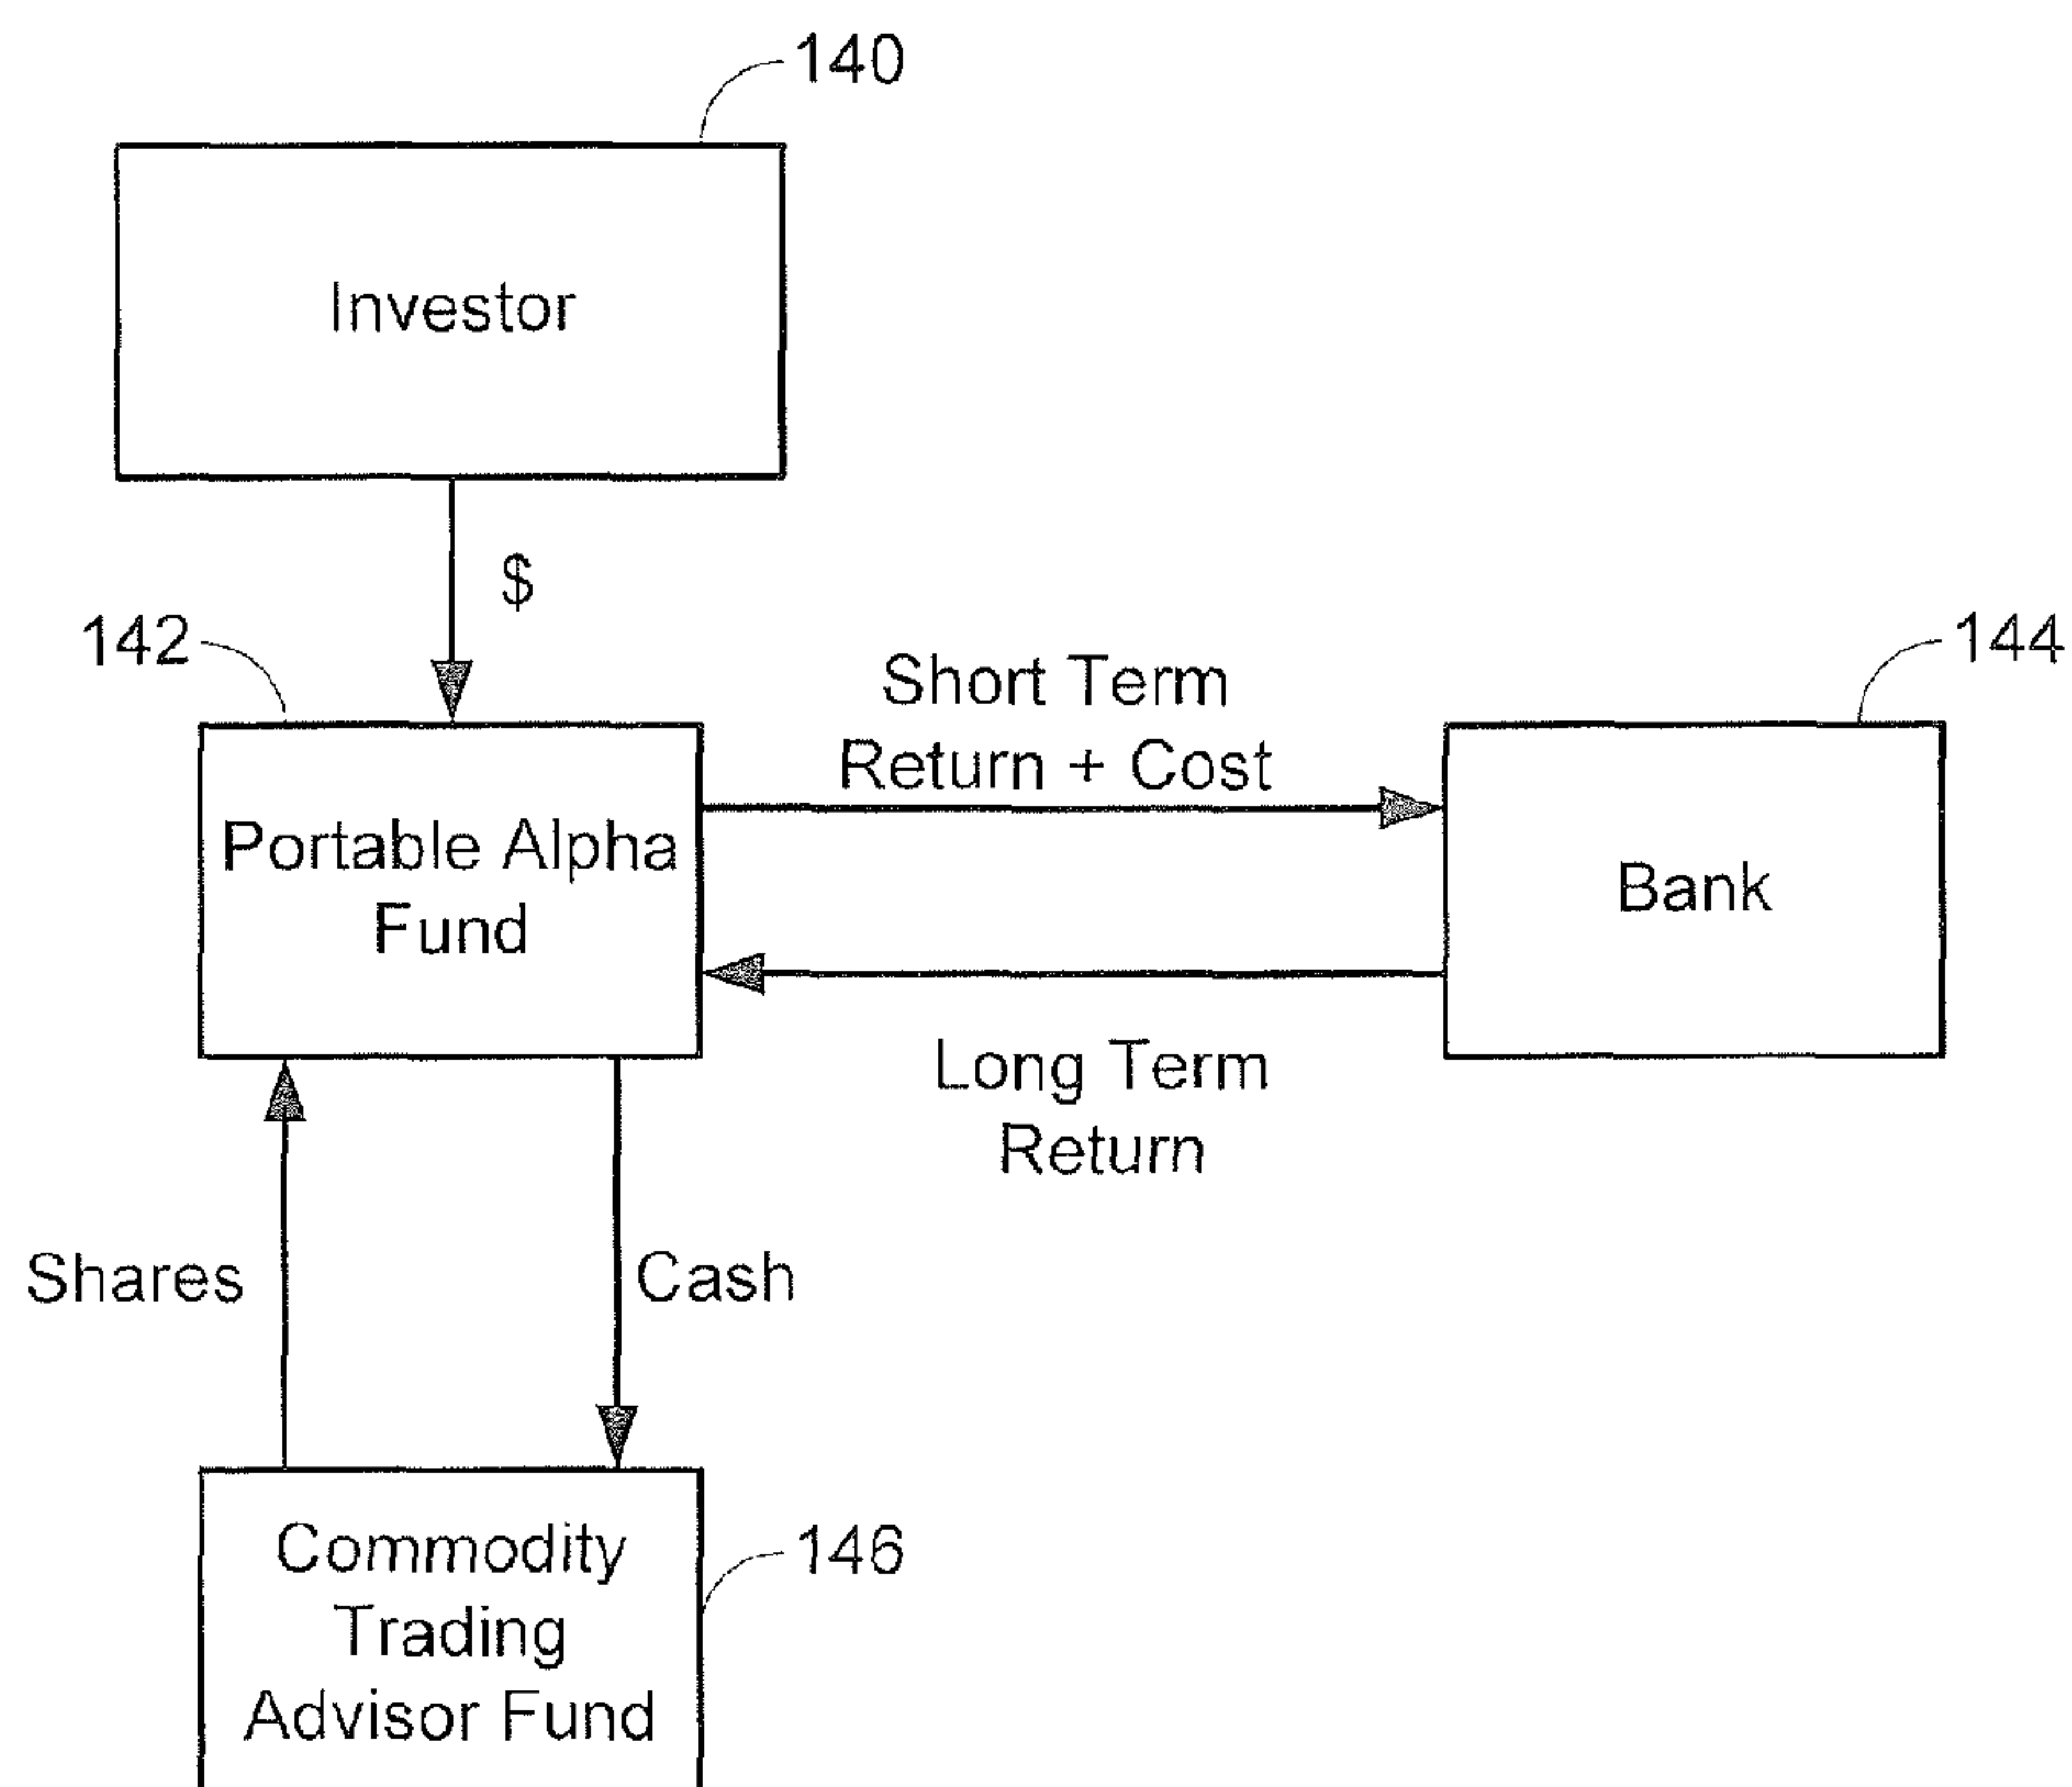 140
Investor
$
142
Short Term
Return + Cost
144
Portable Alpha
Fund
Bank
Long Term
Return
Shares
Cash
Commodity
Trading
Advisor Fund
146